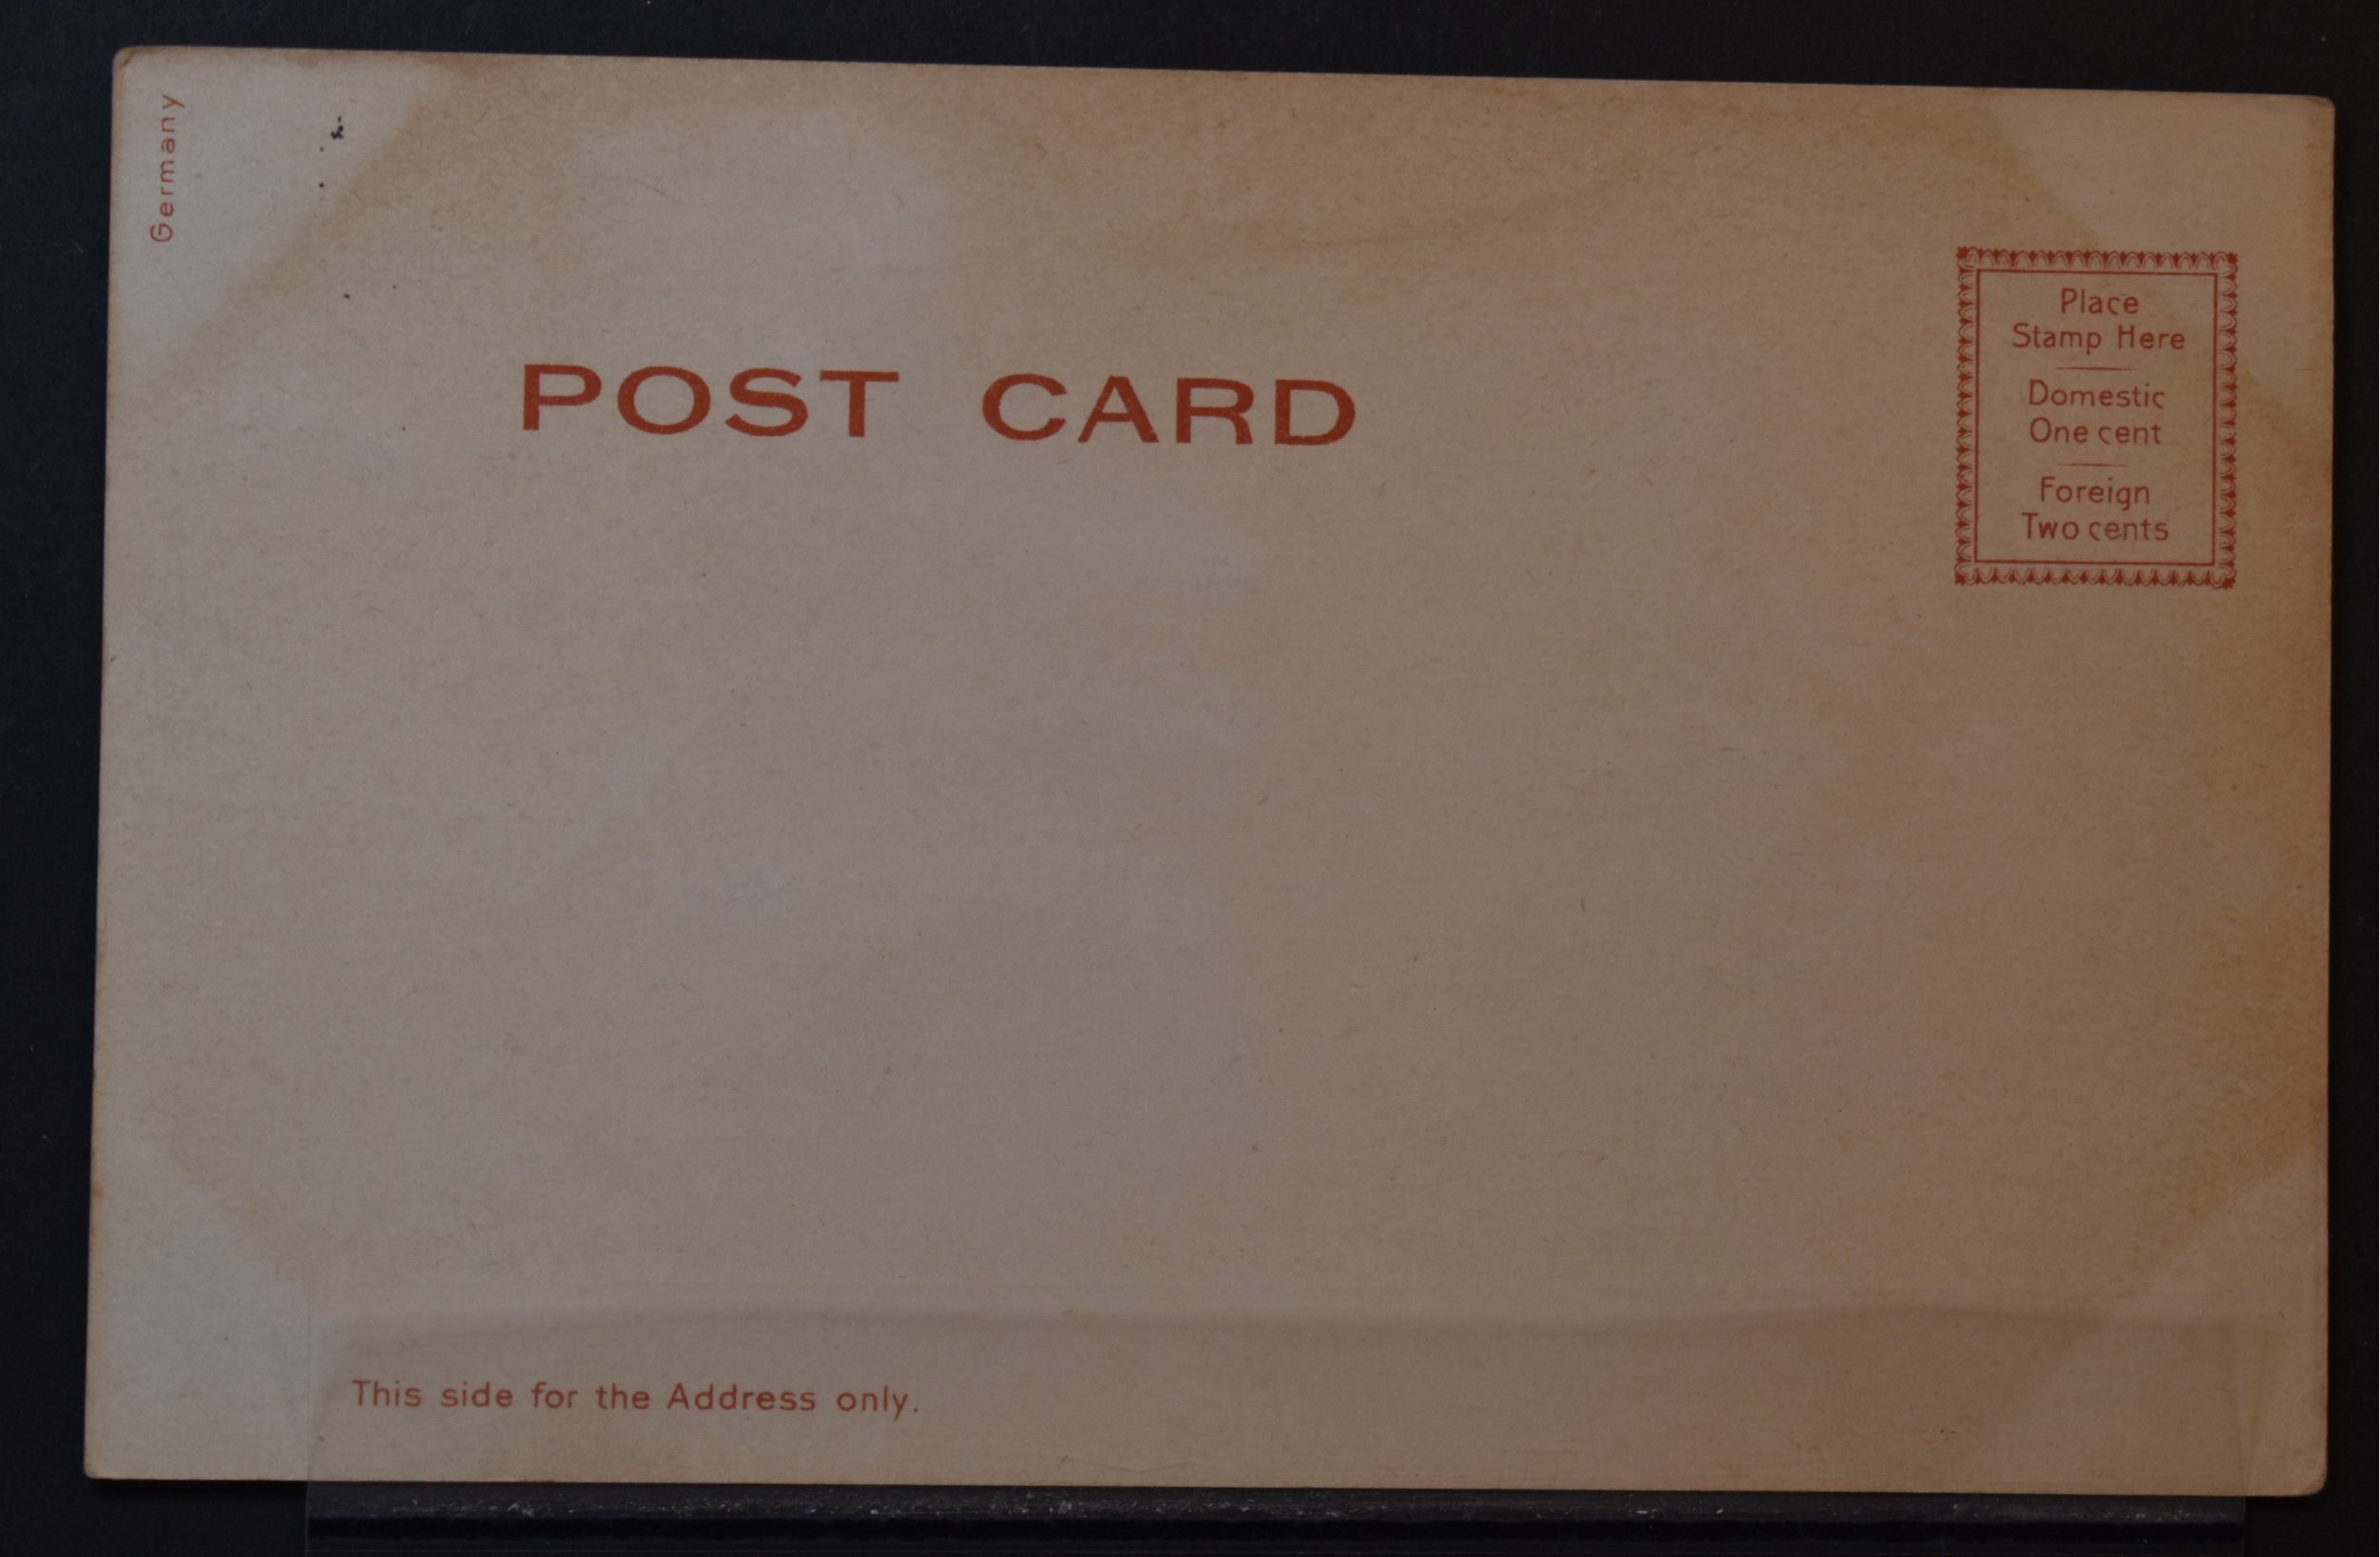 Germany
POST CARD
Place
Stamp Here
Domestic
One cent
Foreign
Two cents
This side for the Address only.